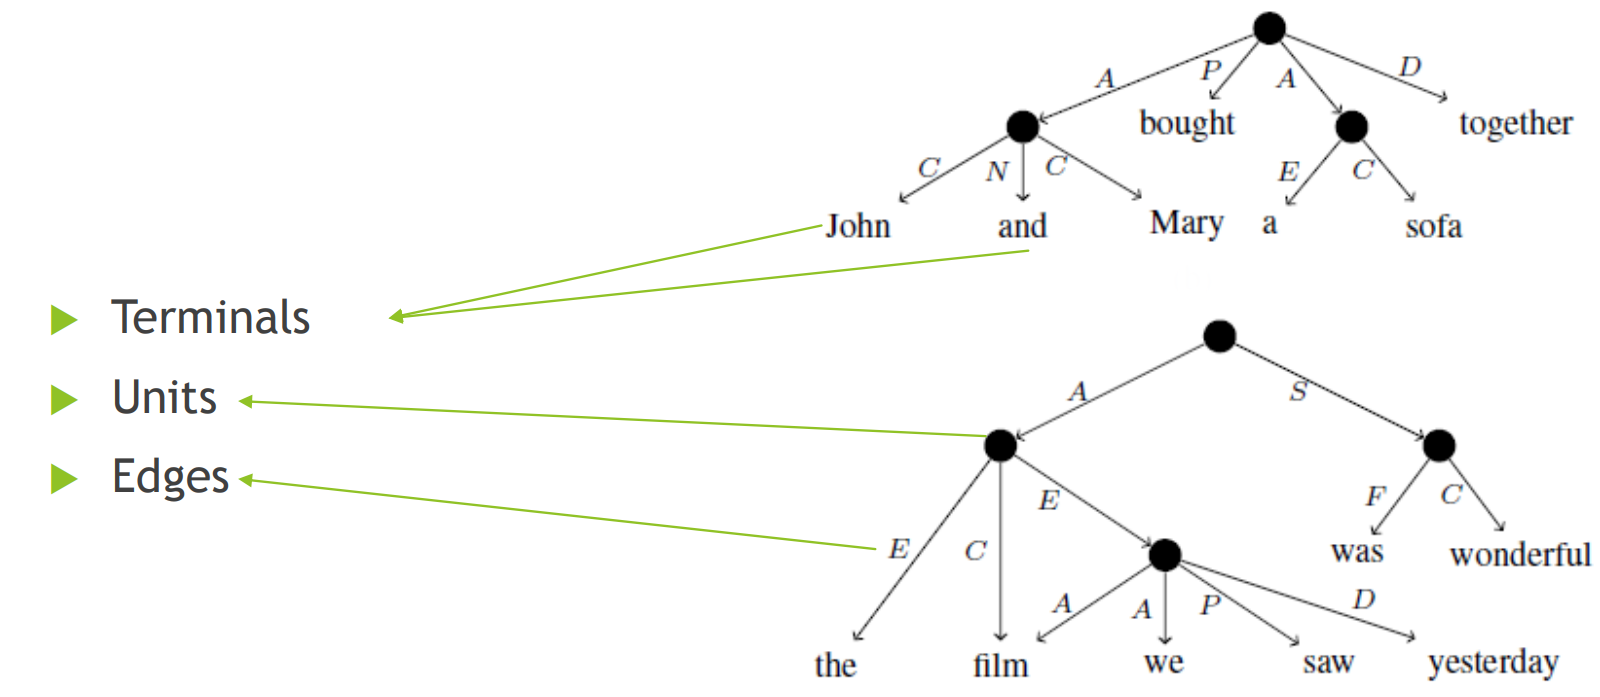 A P A D
bought together
C N C E C
John and Mary a sofa
Terminals
Units
Edges
A S
E F C
was wonderful
E C
A A P D
the film we saw yesterday